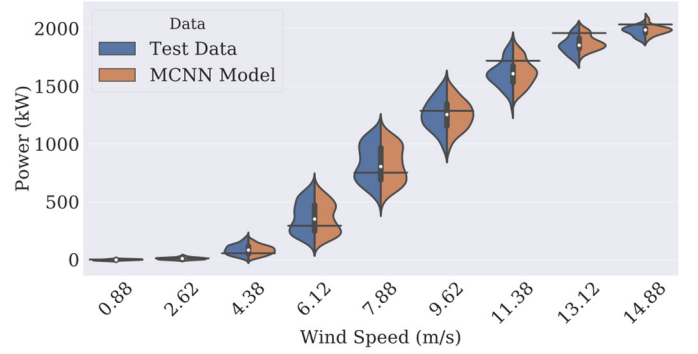 Data
Test Data
MCNN Model
Power (kW)
2000
1500
1000
500
0
0.88
2.62
4.38
6.12
7.88
9.62
11.38
13.12
14.88
Wind Speed (m/s)